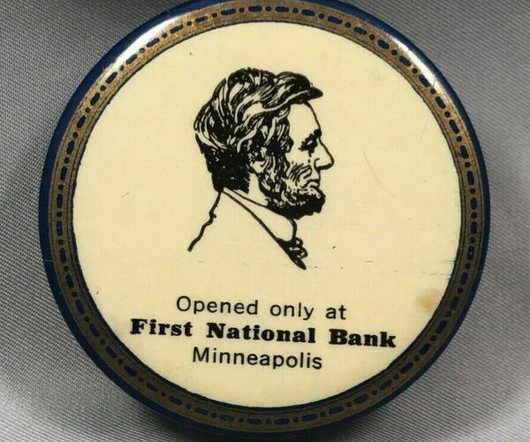 Opened only at
First National Bank
Minneapolis